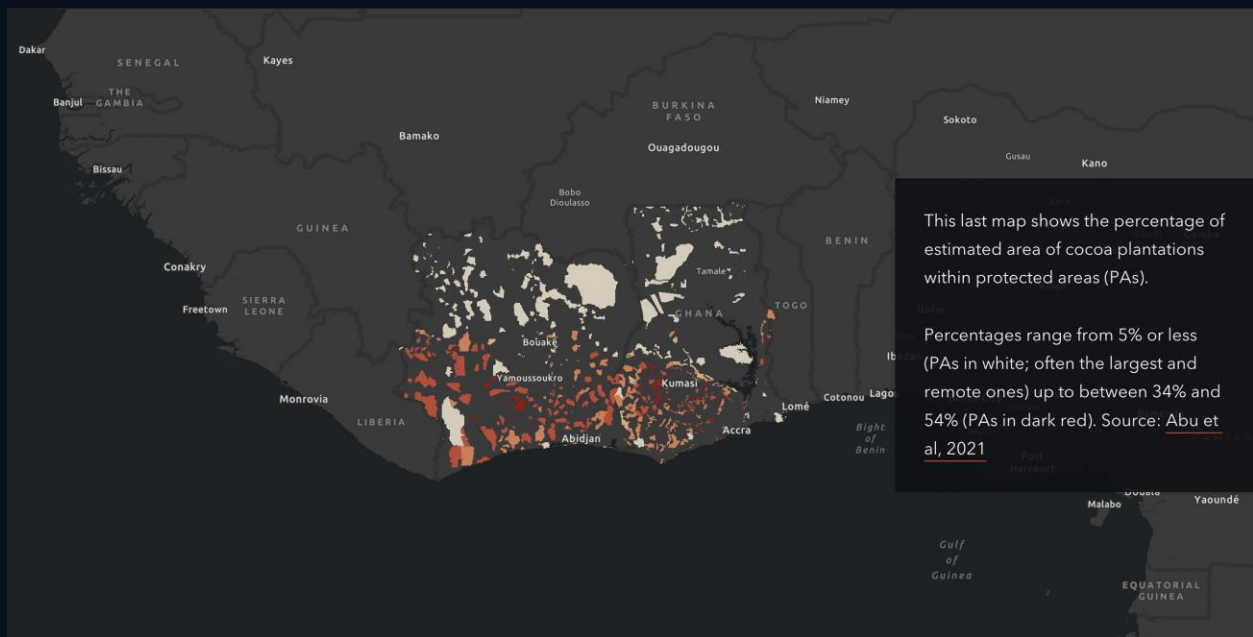 Dakar
SENEGAL
Kayes
THE
GAMBIA
Banjul
BURKINA
FASO
Niamey
Sokoto
Bamako
Ouagadougou
Gusau
Kano
Bissau
Bobo
Dioulasso
GUINEA
BENIN
Conakry
Tamale
Freetown
SIERRA
LEONE
GHANA
TOGO
Bouaké
Yamoussoukro
Kumasi
Monrovia
Cotonou
Lomé
LIBERIA
Abidjan
Accra
Bight
of
Benin
This last map shows the percentage of
estimated area of cocoa plantations
within protected areas (PAs).
Percentages range from 5% or less
(PAs in white; often the largest and
remote ones) up to between 34% and
54% (PAs in dark red). Source: Abu et
al, 2021
Port
Harcourt
Douala
Malabo
Yaoundé
Gulf
of
Guinea
EQUATORIAL
GUINEA